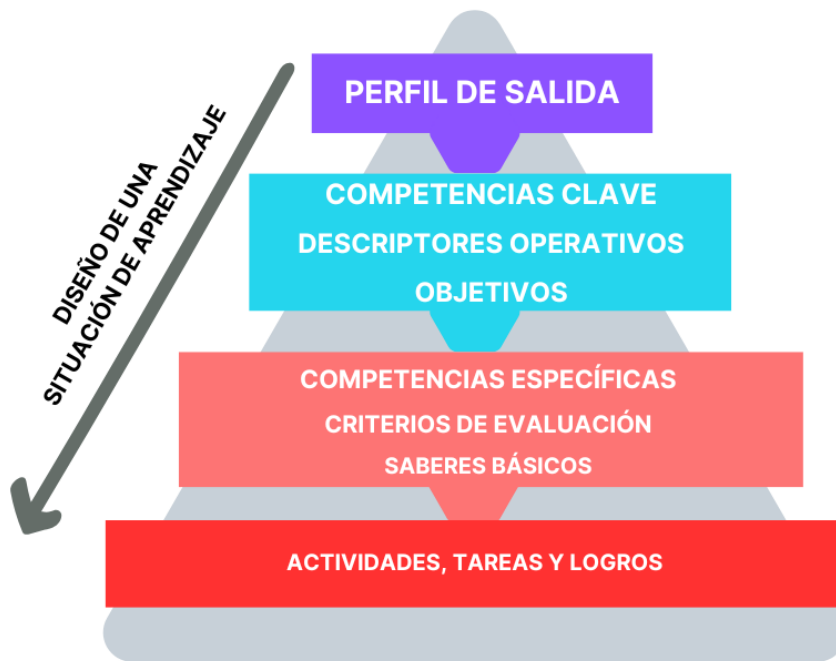 PERFIL DE SALIDA
DISEÑO DE UNA
SITUACIÓN DE APRENDIZAJE
COMPETENCIAS CLAVE
DESCRIPTORES OPERATIVOS
OBJETIVOS
COMPETENCIAS ESPECÍFICAS
CRITERIOS DE EVALUACIÓN
SABERES BÁSICOS
ACTIVIDADES, TAREAS Y LOGROS